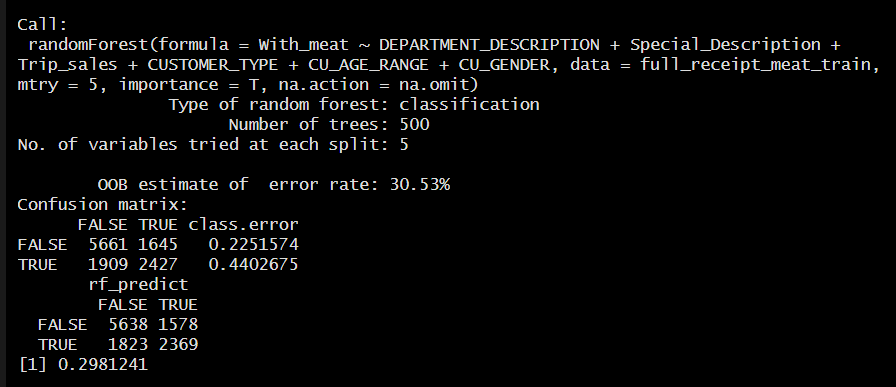 Call:
 randomForest(formula = With_meat ~ DEPARTMENT_DESCRIPTION + Special_Description +
Trip_sales + CUSTOMER_TYPE + CU_AGE_RANGE + CU_GENDER, data = full_receipt_meat_train,
mtry = 5, importance = T, na.action = na.omit)
               Type of random forest: classification
                     Number of trees: 500
No. of variables tried at each split: 5

        OOB estimate of  error rate: 30.53%
Confusion matrix:
      FALSE TRUE class.error
FALSE  5661 1645   0.2251574
TRUE   1909 2427   0.4402675
       rf_predict
        FALSE TRUE
  FALSE  5638 1578
  TRUE   1823 2369
[1] 0.2981241